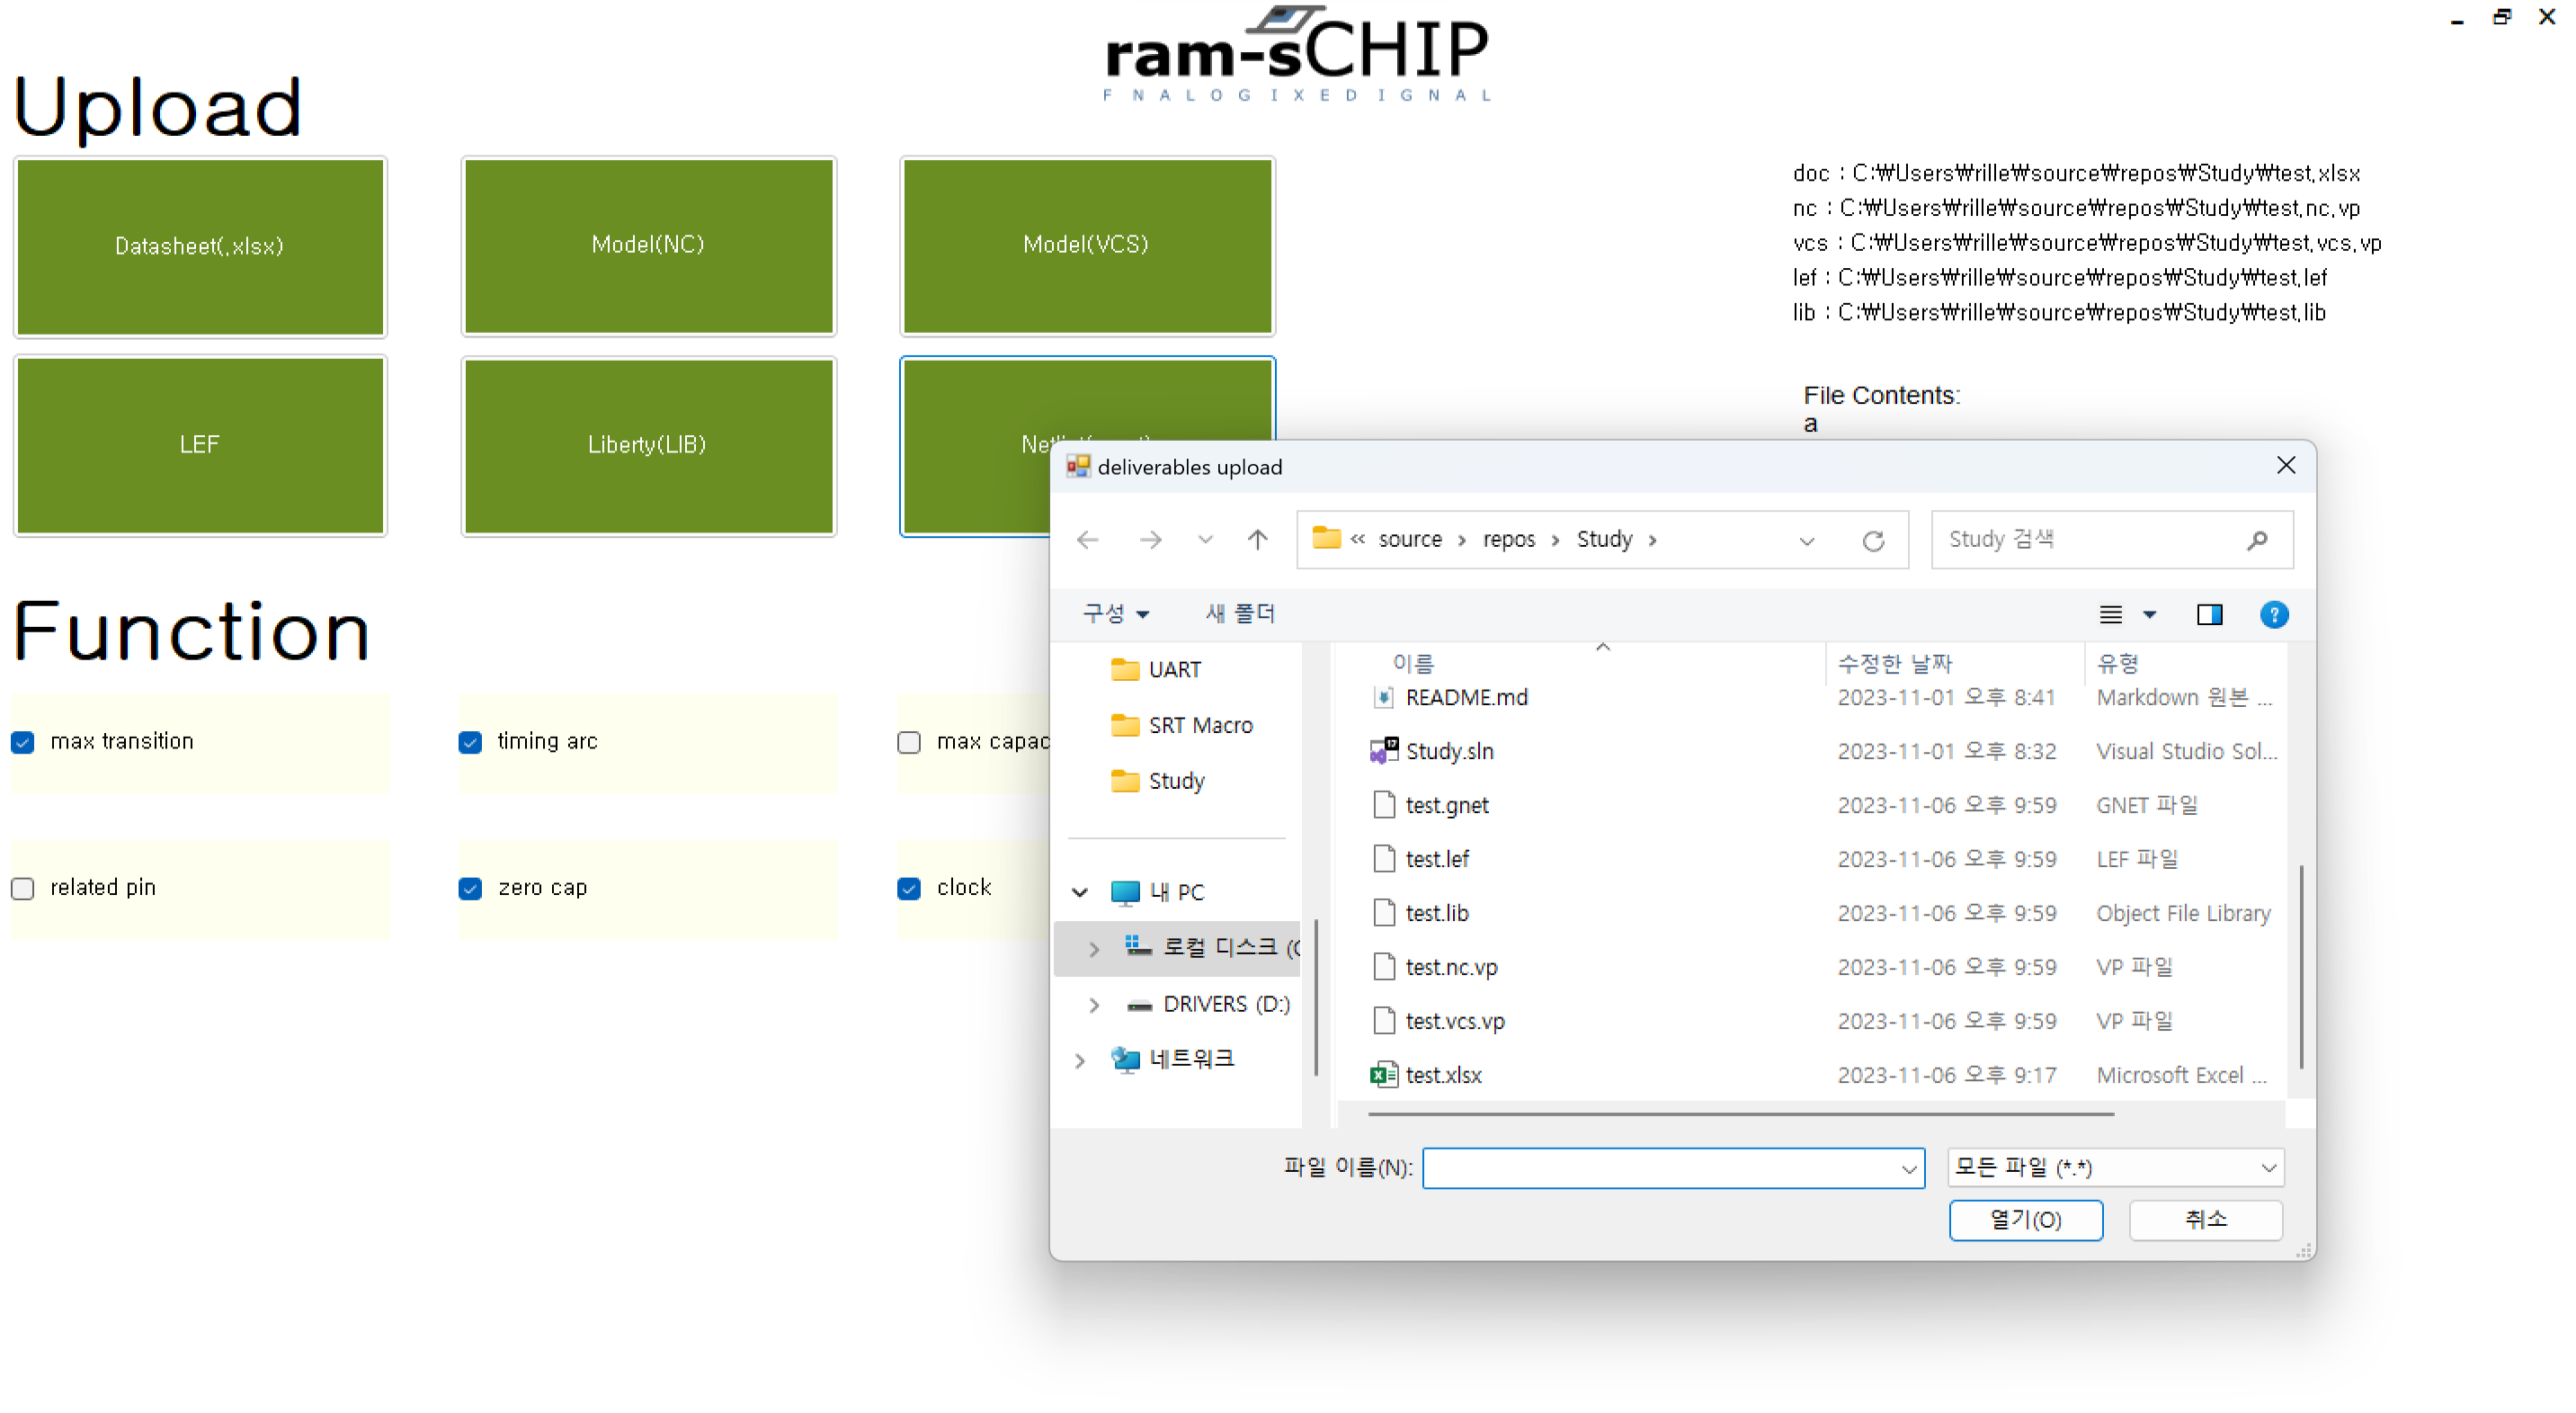 ram-sCHIP
FNALOGIXEDIGNAL
Upload
Datasheet(.xlsx)
Model(NC)
Model(VCS)
LEF
Liberty(LIB)
doc : C:₩Users₩rille₩source₩repos₩Study₩test.xlsx
nc : C:₩Users₩rille₩source₩repos₩Study₩test.nc.vp
vcs : C:₩Users₩rille₩source₩repos₩Study₩test.vcs.vp
lef : C:₩Users₩rille₩source₩repos₩Study₩test.lef
lib : C:₩Users₩rille₩source₩repos₩Study₩test.lib
File Contents:
a
Function
max transition
timing arc
max capac
related pin
zero cap
clock
deliverables upload
« source › repos › Study ›
Study 검색
구성
새 폴더
UART
SRT Macro
Study
내 PC
로컬 디스크 (C
DRIVERS (D:)
네트워크
이름 수정한 날짜 유형
README.md 2023-11-01 오후 8:41 Markdown 원본 ...
Study.sln 2023-11-01 오후 8:32 Visual Studio Sol...
test.gnet 2023-11-06 오후 9:59 GNET 파일
test.lef 2023-11-06 오후 9:59 LEF 파일
test.lib 2023-11-06 오후 9:59 Object File Library
test.nc.vp 2023-11-06 오후 9:59 VP 파일
test.vcs.vp 2023-11-06 오후 9:59 VP 파일
test.xlsx 2023-11-06 오후 9:17 Microsoft Excel ...
파일 이름(N):
모든 파일 (*.*)
열기(O)
취소